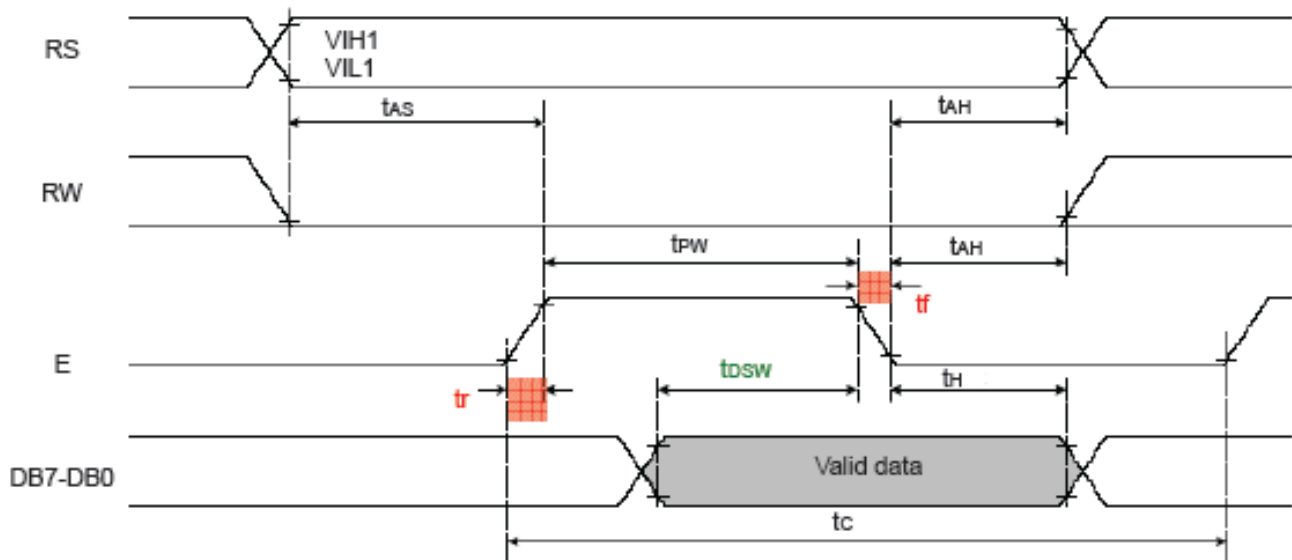 RS
VIH1
VIL1
tAS
tAH
RW
tPW
tAH
tf
E
tDSW
tH
tr
DB7-DB0
Valid data
tC